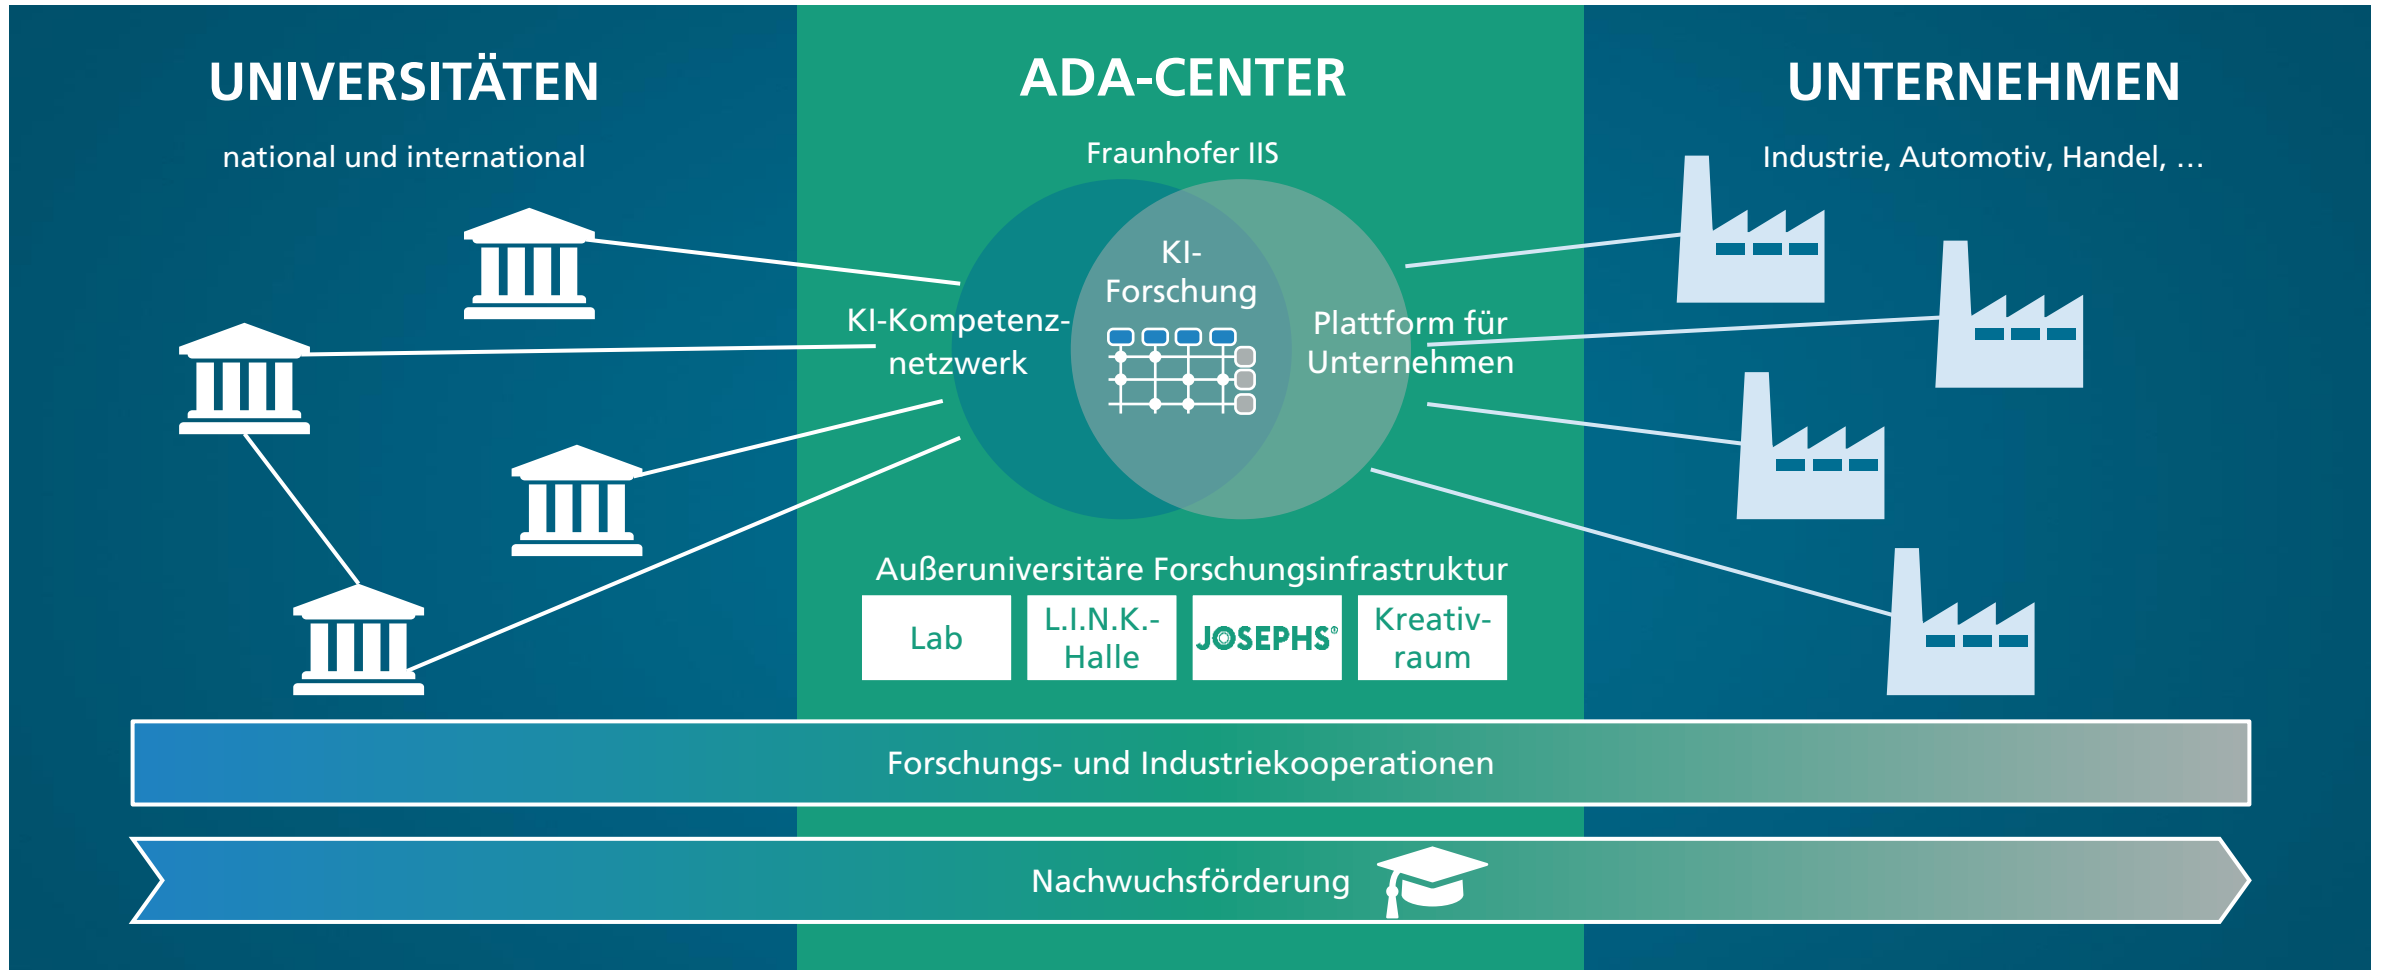 UNIVERSITÄTEN
national und international
ADA-CENTER
Fraunhofer IIS
UNTERNEHMEN
Industrie, Automotiv, Handel, …
KI-Kompetenz-
netzwerk
KI-
Forschung
Plattform für
Unternehmen
Außeruniversitäre Forschungsinfrastruktur
Lab
L.I.N.K.-
Halle
JOSEPHS®
Kreativ-
raum
Forschungs- und Industriekooperationen
Nachwuchsförderung